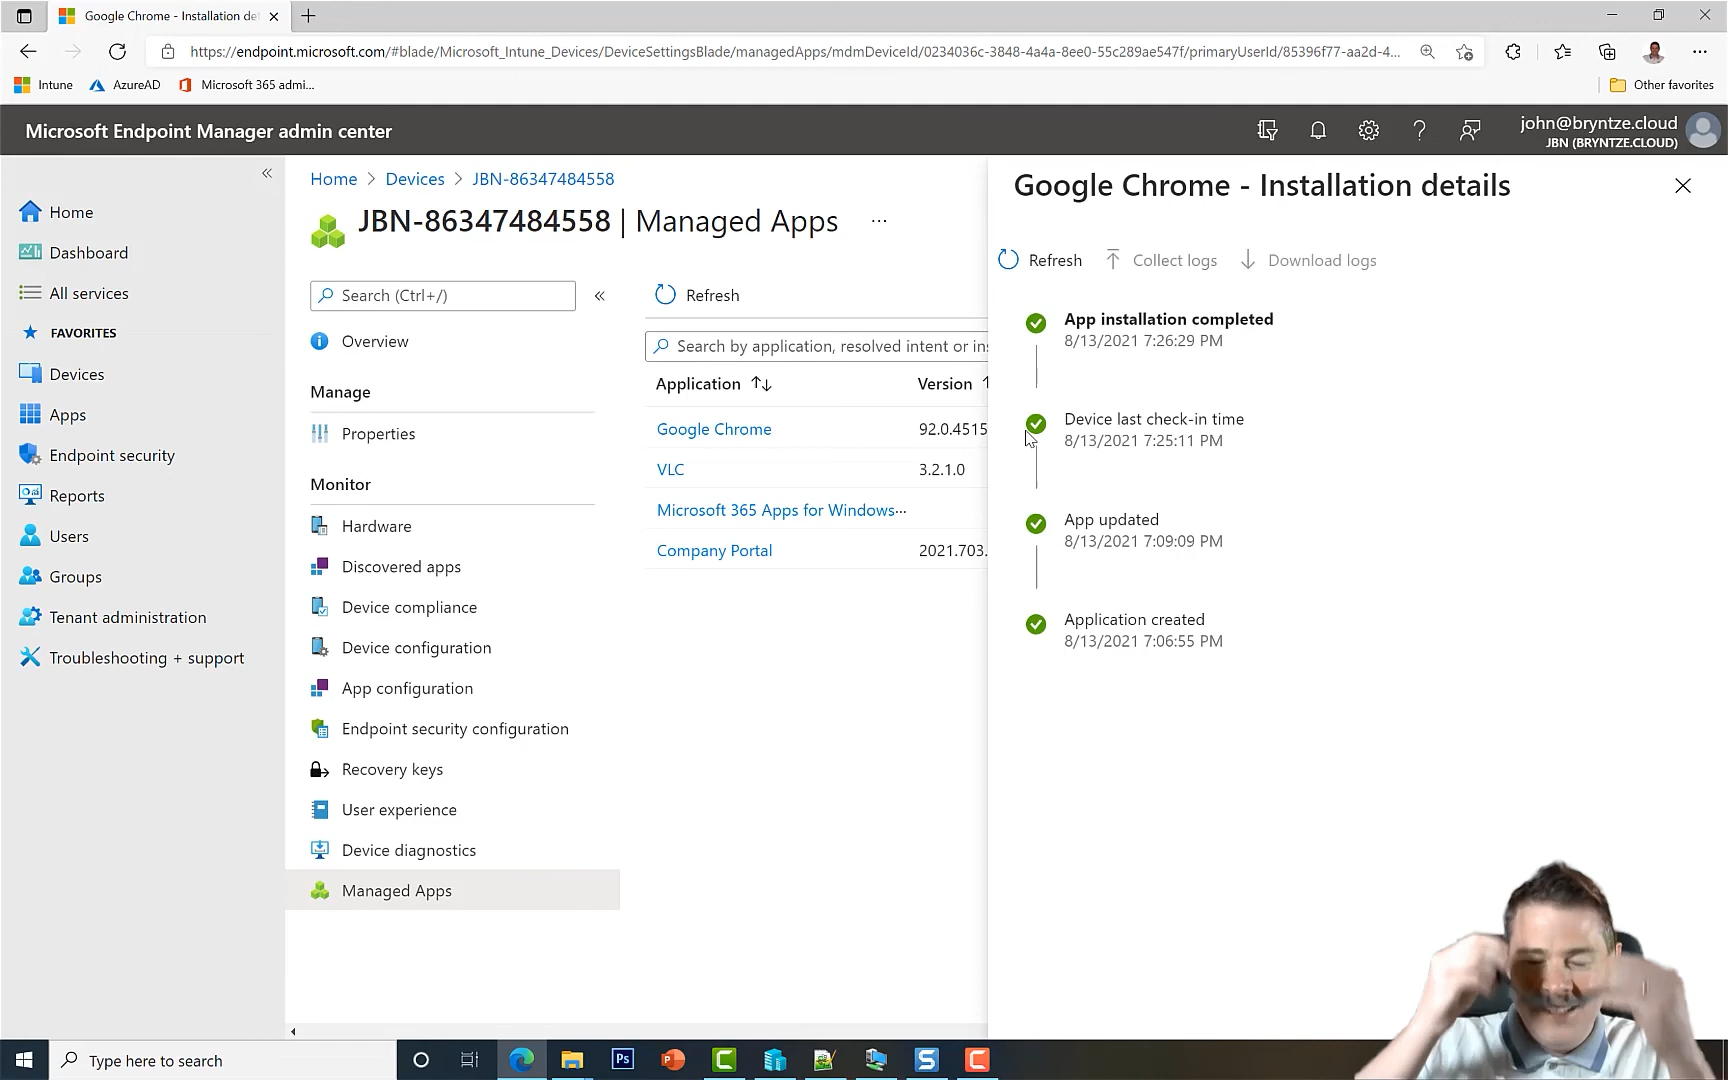 Google Chrome - Installation det
https://endpoint.microsoft.com/#blade/Microsoft_Intune_Devices/DeviceSettingsBlade/managedApps/mdmDeviceId/0234036c-3848-4a4a-8ee0-55c289ae547f/primaryUserId/85396f77-aa2d-4...
Intune
AzureAD
Microsoft 365 admi...
Other favorites
Microsoft Endpoint Manager admin center
john@bryntze.cloud
JBN (BRYNTZE.CLOUD)
Home
Dashboard
All services
FAVORITES
Devices
Apps
Endpoint security
Reports
Users
Groups
Tenant administration
Troubleshooting + support
Home > Devices > JBN-86347484558
JBN-86347484558 | Managed Apps ...
Search (Ctrl+/)
Overview
Manage
Properties
Monitor
Hardware
Discovered apps
Device compliance
Device configuration
App configuration
Endpoint security configuration
Recovery keys
User experience
Device diagnostics
Managed Apps
Refresh
Search by application, resolved intent or ins
Application
Version
Google Chrome
92.0.4515
VLC
3.2.1.0
Microsoft 365 Apps for Windows...
Company Portal
2021.703.
Google Chrome - Installation details
Refresh
Collect logs
Download logs
App installation completed
8/13/2021 7:26:29 PM
Device last check-in time
8/13/2021 7:25:11 PM
App updated
8/13/2021 7:09:09 PM
Application created
8/13/2021 7:06:55 PM
Type here to search
Ps
P
C
S
C